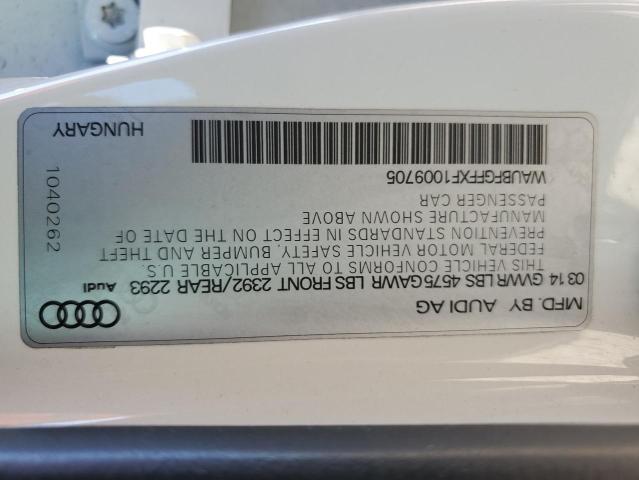 MFD. BY AUDI AG
03 14 GVWR LBS 4575 GAWR LBS FRONT 2392/REAR 2293
THIS VEHICLE CONFORMS TO ALL APPLICABLE U.S.
FEDERAL MOTOR VEHICLE SAFETY, BUMPER AND THEFT
PREVENTION STANDARDS IN EFFECT ON THE DATE OF
MANUFACTURE SHOWN ABOVE
PASSENGER CAR
WAUBFGFFXF1009705
Audi
1040262
HUNGARY